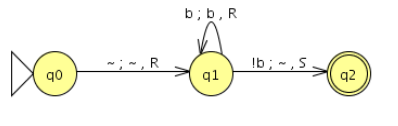 b ; b , R
~ ; ~ , R
!b ; ~ , S
q0
q1
q2